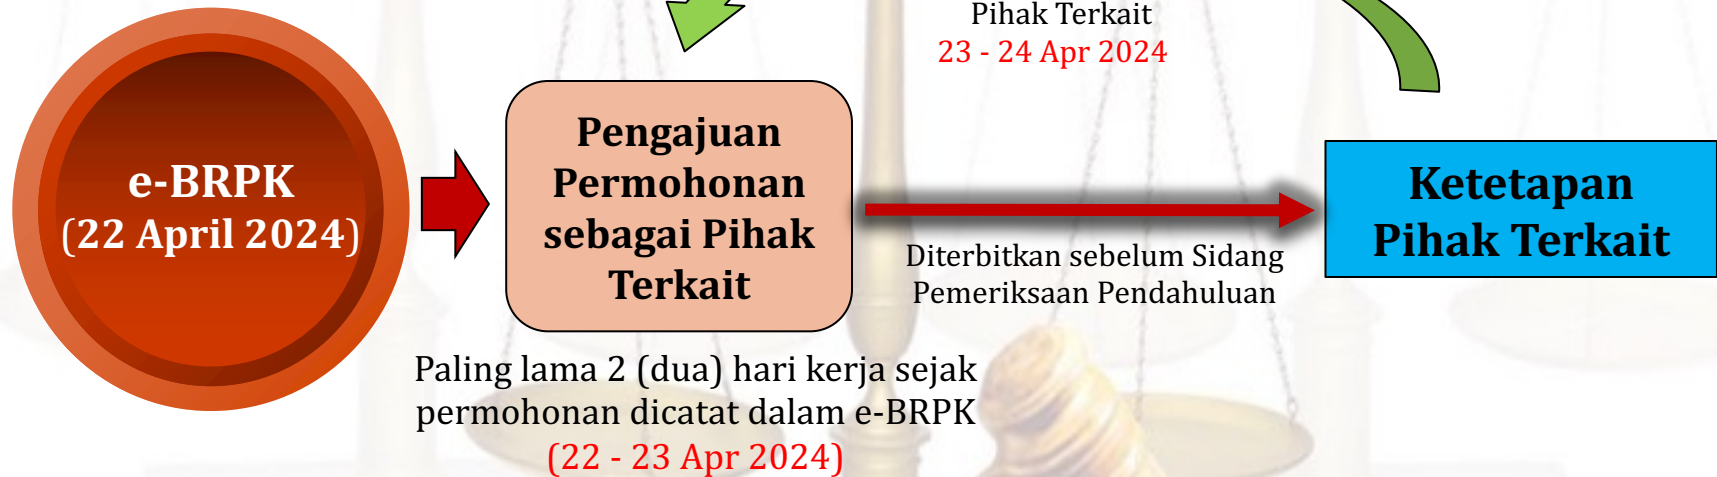 Pihak Terkait
23 - 24 Apr 2024
e-BRPK
(22 April 2024)
Pengajuan
Permohonan
sebagai Pihak
Terkait
Diterbitkan sebelum Sidang
Pemeriksaan Pendahuluan
Ketetapan
Pihak Terkait
Paling lama 2 (dua) hari kerja sejak
permohonan dicatat dalam e-BRPK
(22 - 23 Apr 2024)